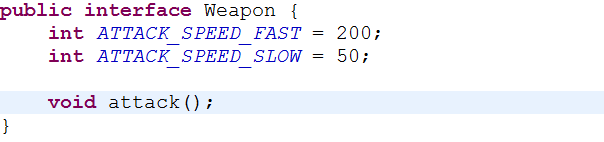 public interface Weapon {
    int ATTACK_SPEED_FAST = 200;
    int ATTACK_SPEED_SLOW = 50;

    void attack();
}